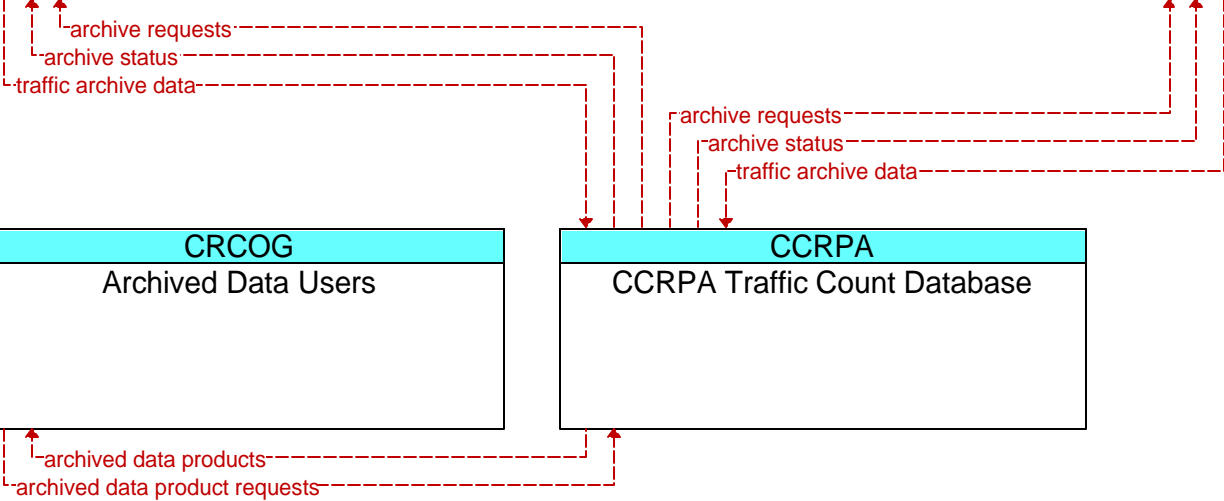 archive requests
archive status
traffic archive data
archive requests
archive status
traffic archive data
CRCOG
Archived Data Users
CCRPA
CCRPA Traffic Count Database
archived data products
archived data product requests